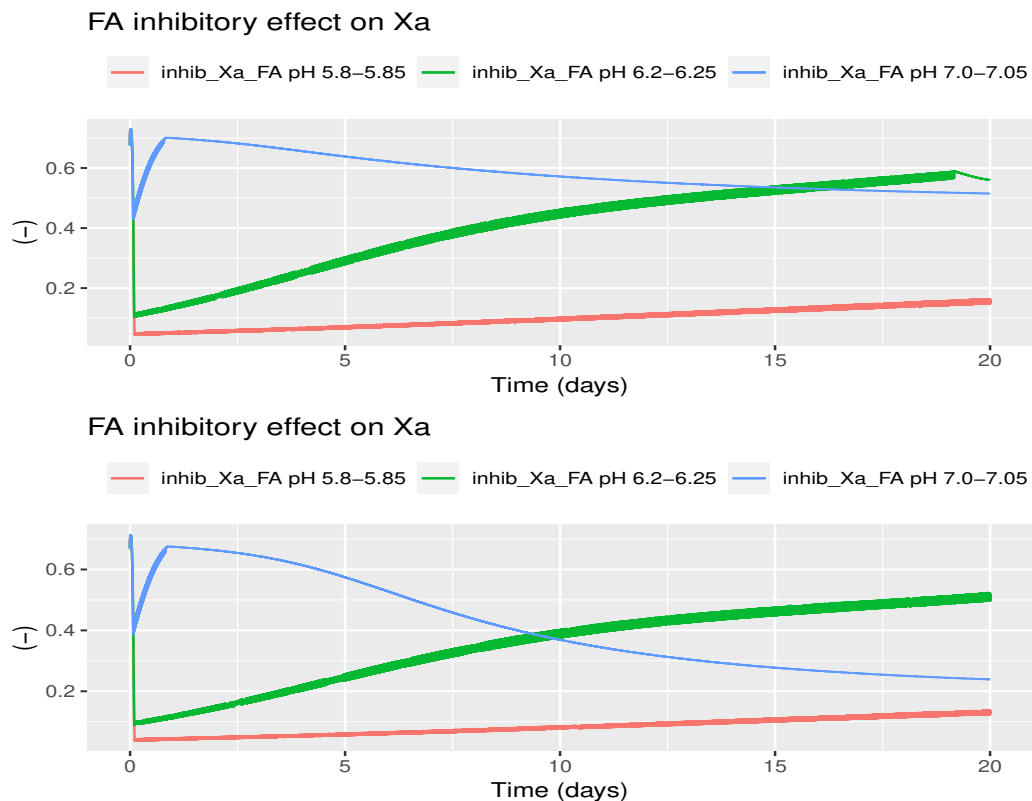 FA inhibitory effect on Xa
inhib_Xa_FA pH 5.8−5.85 inhib_Xa_FA pH 6.2−6.25 inhib_Xa_FA pH 7.0−7.05
0.6
0.4
0.2
(−)
0 5 10 15 20
Time (days)
FA inhibitory effect on Xa
inhib_Xa_FA pH 5.8−5.85 inhib_Xa_FA pH 6.2−6.25 inhib_Xa_FA pH 7.0−7.05
0.6
0.4
0.2
(−)
0 5 10 15 20
Time (days)